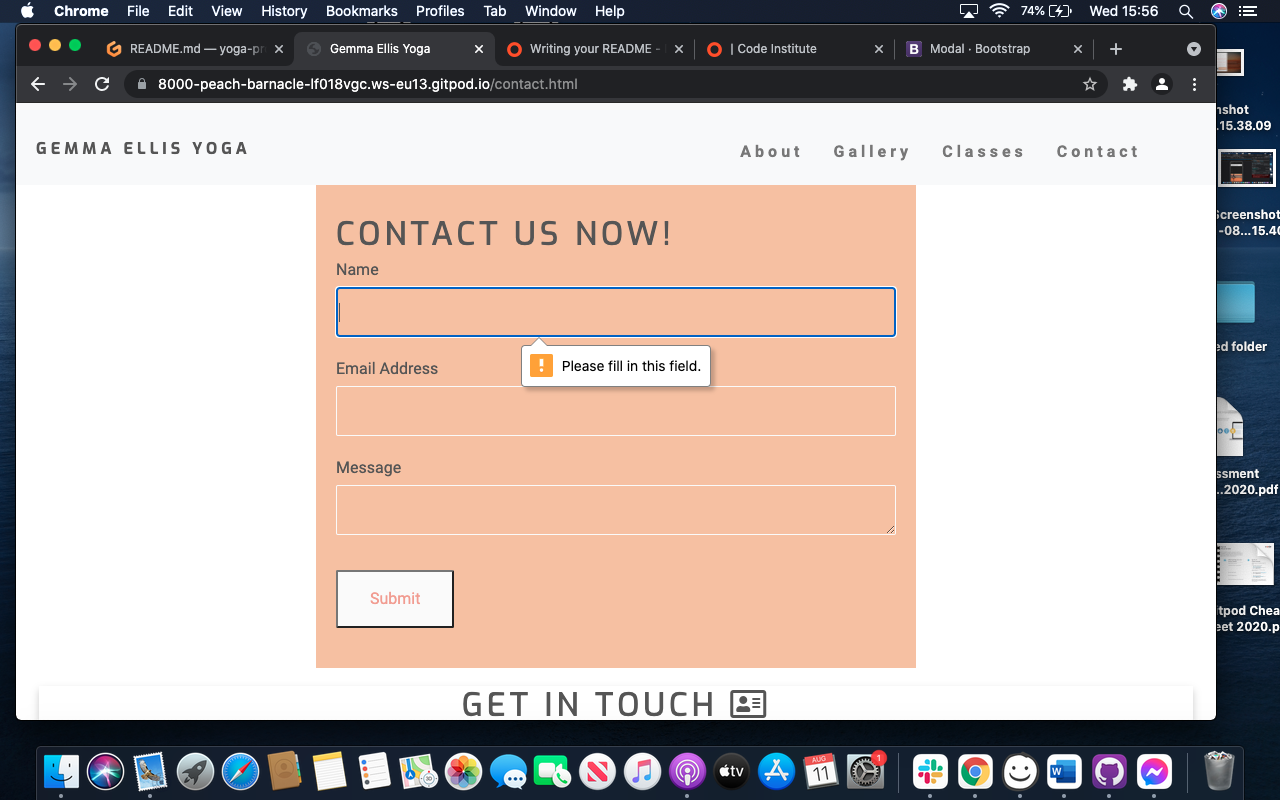 Chrome File Edit View History Bookmarks Profiles Tab Window Help 74% Wed 15:56
README.md — yoga-pr
Gemma Ellis Yoga
Writing your README -
| Code Institute
B Modal · Bootstrap
8000-peach-barnacle-lf018vgc.ws-eu13.gitpod.io/contact.html
GEMMA ELLIS YOGA
About Gallery Classes Contact
CONTACT US NOW!
Name
Please fill in this field.
Email Address
Message
Submit
GET IN TOUCH
nshot
.15.38.09
Screenshot
-08...15.40
ed folder
ssment
...2020.pdf
itpod Chea
eet 2020.p
tv
AUG
11
1
W